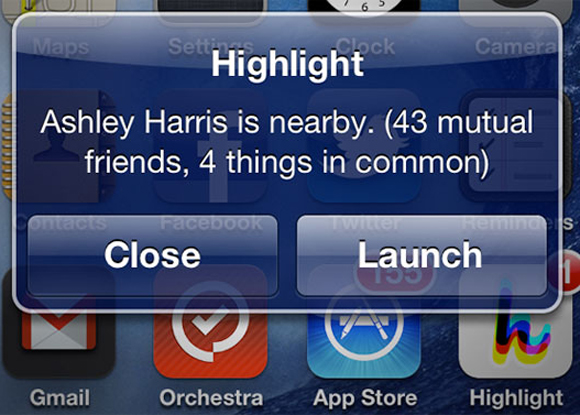 Maps Settings Clock Camera
Highlight
Ashley Harris is nearby. (43 mutual
friends, 4 things in common)
Contacts Facebook Twitter Reminders
Close Launch
155 1
Gmail Orchestra App Store Highlight